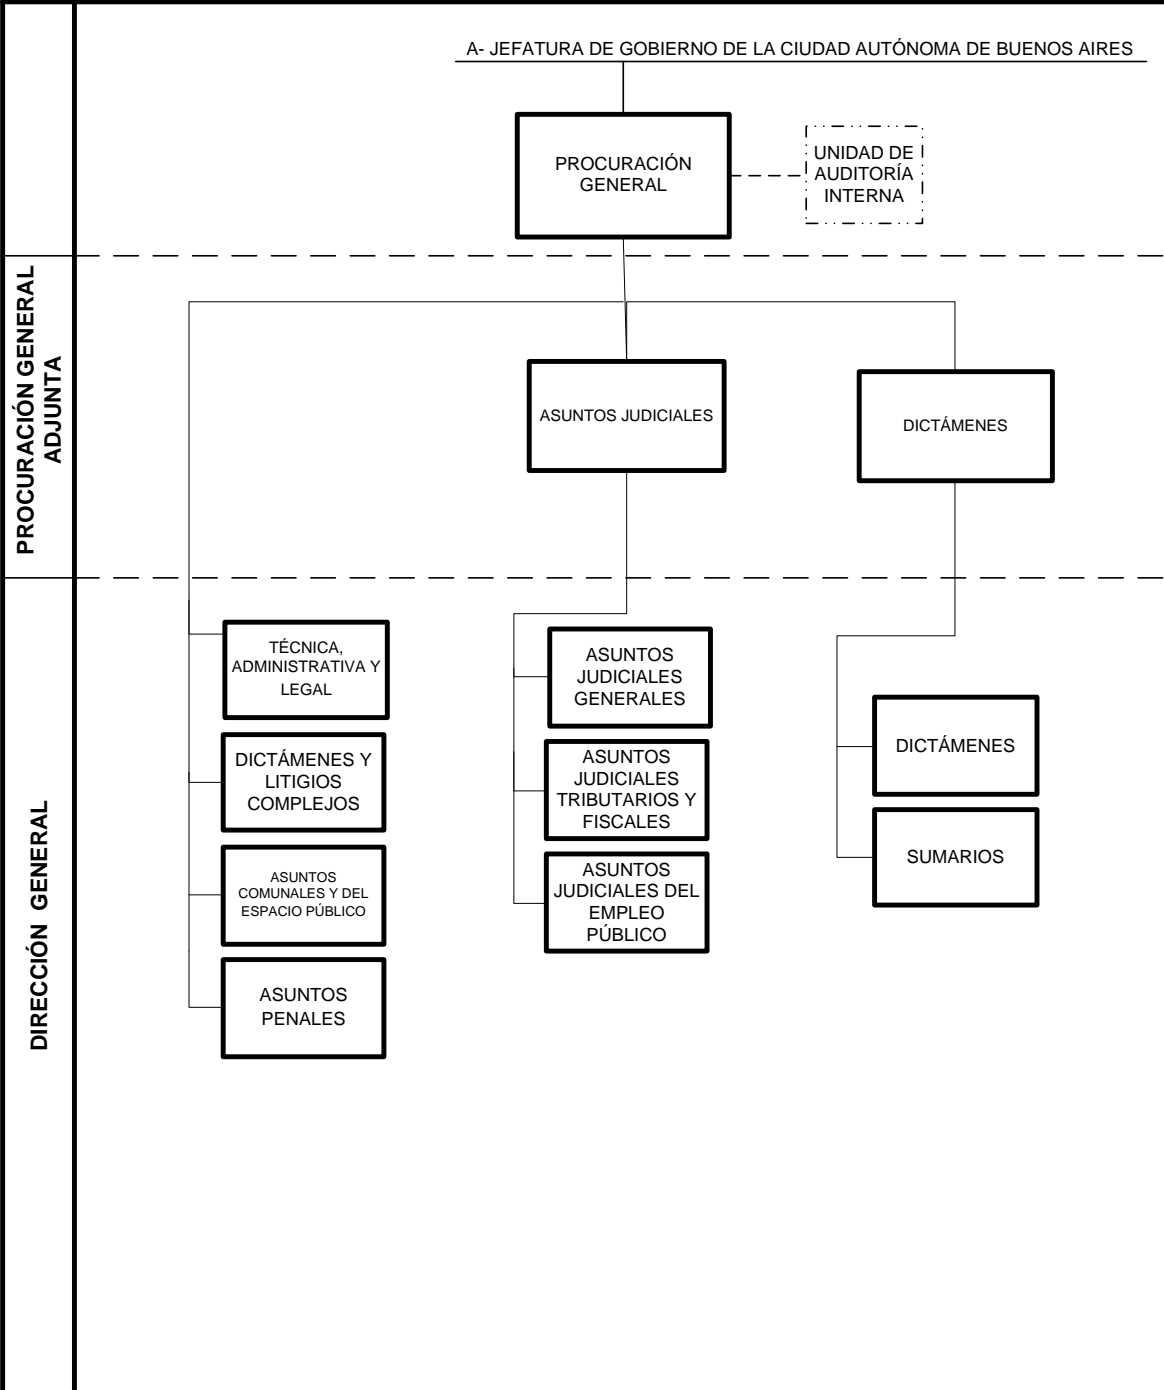 A- JEFATURA DE GOBIERNO DE LA CIUDAD AUTÓNOMA DE BUENOS AIRES
PROCURACIÓN
GENERAL
UNIDAD DE
AUDITORÍA
INTERNA
PROCURACIÓN GENERAL
ADJUNTA
ASUNTOS JUDICIALES
DICTÁMENES
DIRECCIÓN GENERAL
TÉCNICA,
ADMINISTRATIVA Y
LEGAL
DICTÁMENES Y
LITIGIOS
COMPLEJOS
ASUNTOS
COMUNALES Y DEL
ESPACIO PÚBLICO
ASUNTOS
PENALES
ASUNTOS
JUDICIALES
GENERALES
ASUNTOS
JUDICIALES
TRIBUTARIOS Y
FISCALES
ASUNTOS
JUDICIALES DEL
EMPLEO
PÚBLICO
DICTÁMENES
SUMARIOS